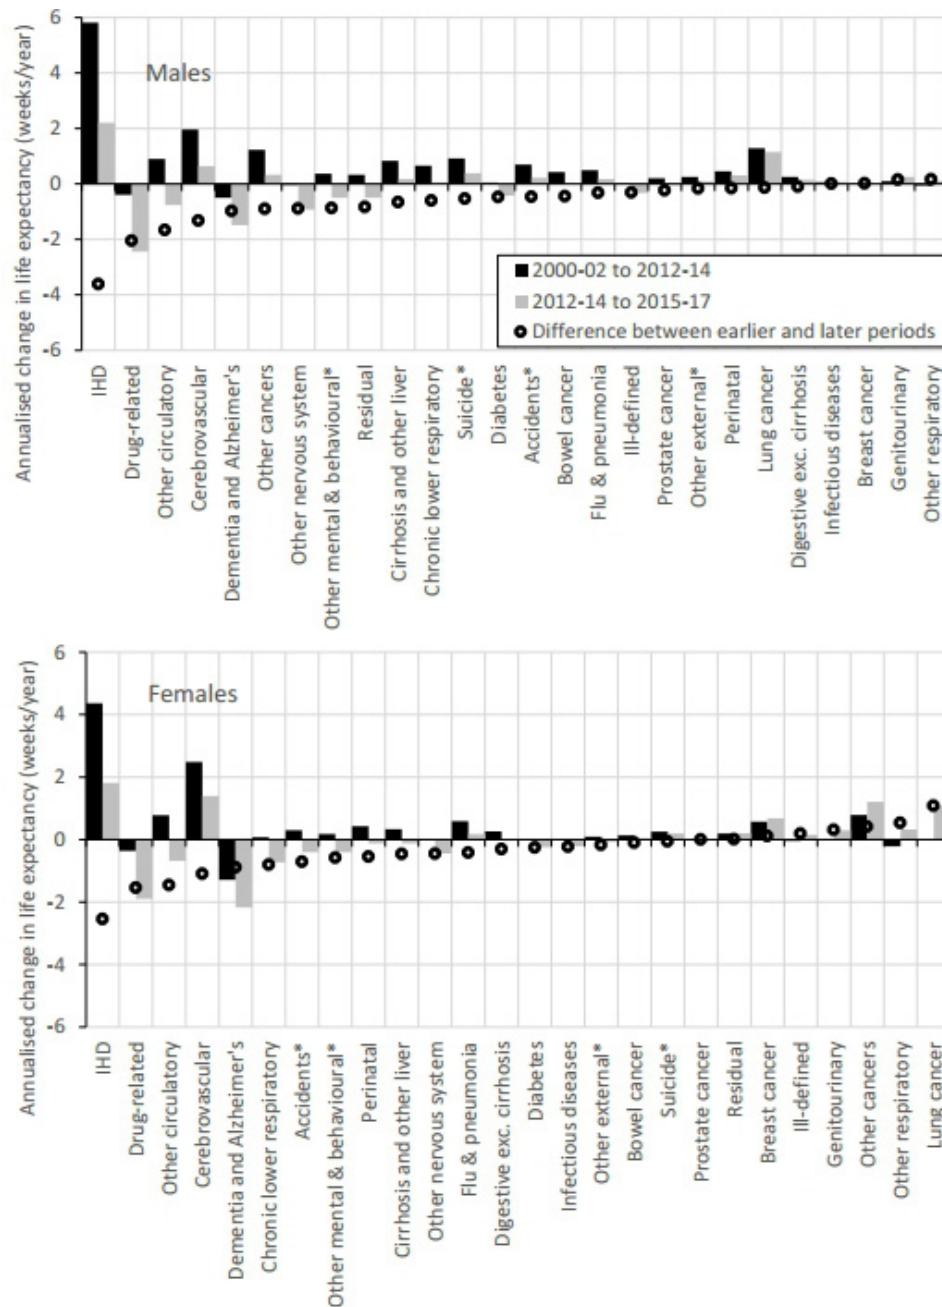 Annualised change in life expectancy (weeks/year)
6
4
2
0
-2
-4
-6
Males
2000-02 to 2012-14
2012-14 to 2015-17
Difference between earlier and later periods
IHD
Drug-related
Other circulatory
Cerebrovascular
Dementia and Alzheimer's
Other cancers
Other nervous system
Other mental & behavioural*
Residual
Cirrhosis and other liver
Chronic lower respiratory
Suicide*
Diabetes
Accidents*
Bowel cancer
Flu & pneumonia
Ill-defined
Prostate cancer
Other external*
Perinatal
Lung cancer
Digestive exc. cirrhosis
Infectious diseases
Breast cancer
Genitourinary
Other respiratory
Annualised change in life expectancy (weeks/year)
6
4
2
0
-2
-4
-6
Females
IHD
Drug-related
Other circulatory
Cerebrovascular
Dementia and Alzheimer's
Chronic lower respiratory
Accidents*
Other mental & behavioural*
Perinatal
Cirrhosis and other liver
Other nervous system
Flu & pneumonia
Digestive exc. cirrhosis
Diabetes
Infectious diseases
Other external*
Bowel cancer
Suicide*
Prostate cancer
Residual
Breast cancer
Ill-defined
Genitourinary
Other cancers
Other respiratory
Lung cancer